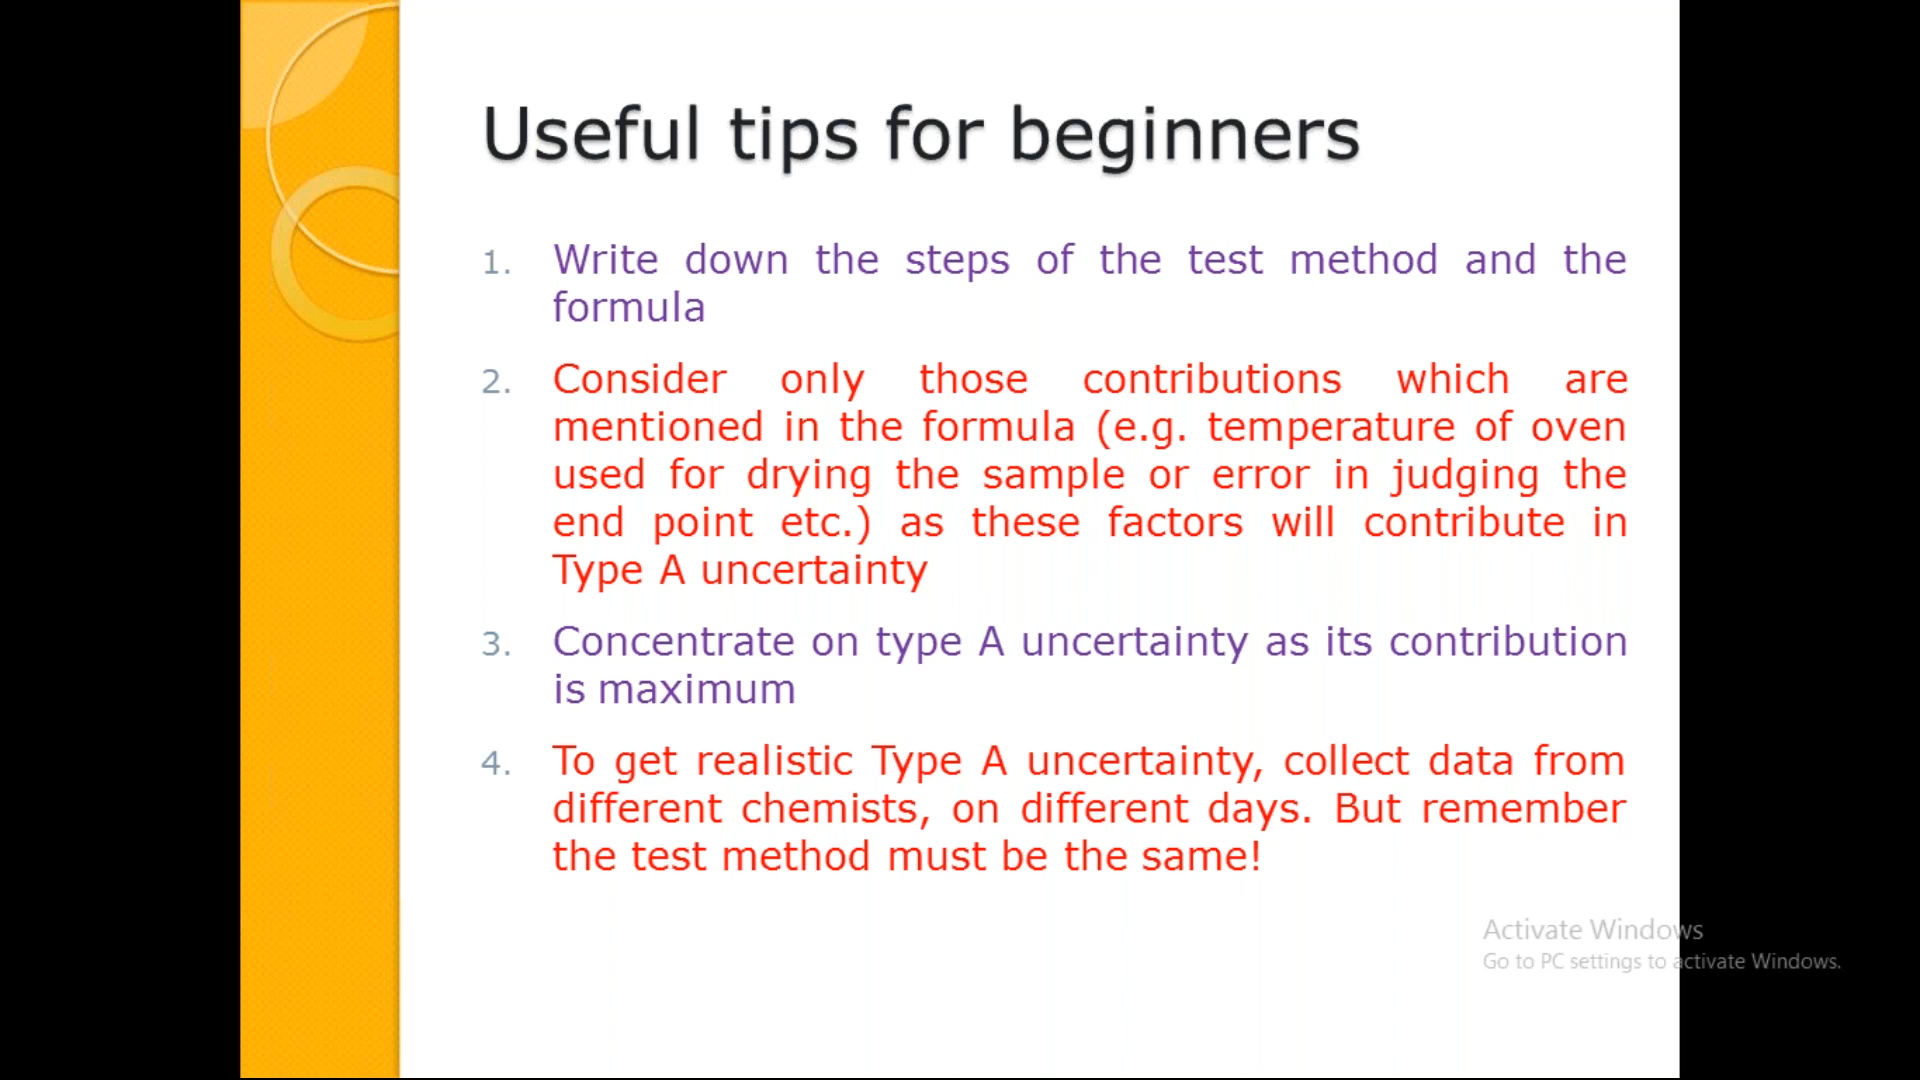 Useful tips for beginners
1. Write down the steps of the test method and the
formula
2. Consider only those contributions which are
mentioned in the formula (e.g. temperature of oven
used for drying the sample or error in judging the
end point etc.) as these factors will contribute in
Type A uncertainty
3. Concentrate on type A uncertainty as its contribution
is maximum
4. To get realistic Type A uncertainty, collect data from
different chemists, on different days. But remember
the test method must be the same!
Activate Windows
Go to PC settings to activate Windows.